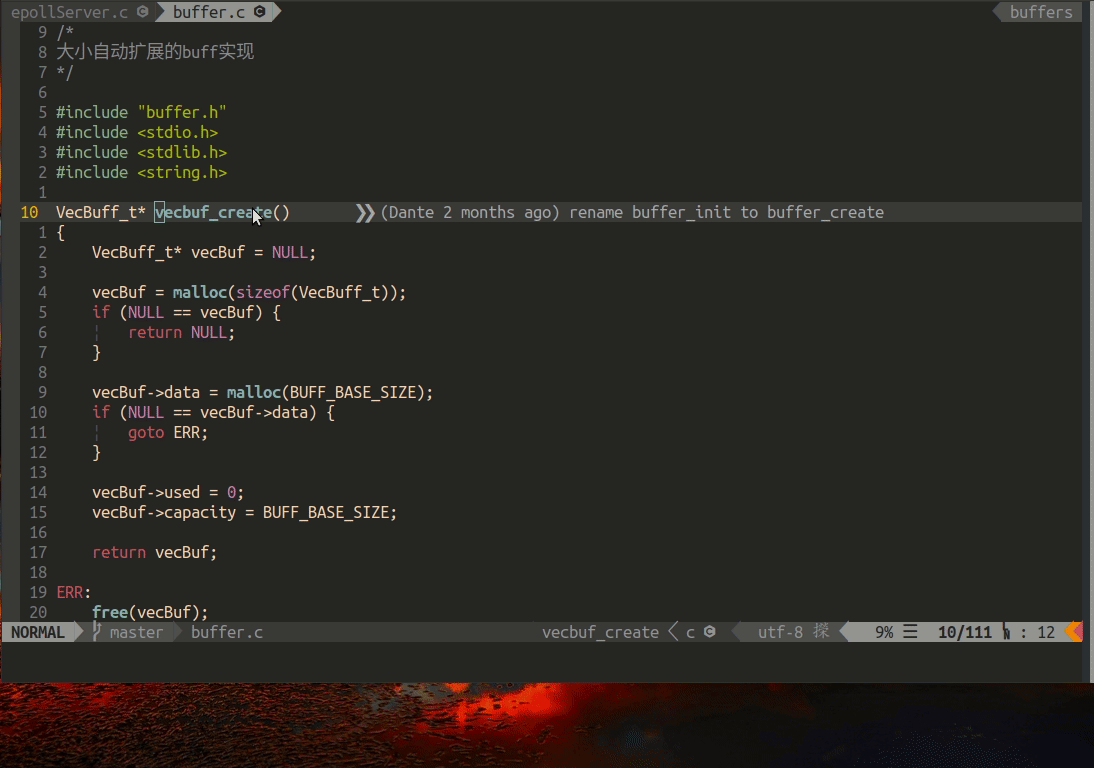 epollServer.c buffer.c buffers
9 /*
8 大小自动扩展的buff实现
7 */
6
5 #include "buffer.h"
4 #include <stdio.h>
3 #include <stdlib.h>
2 #include <string.h>
1
10 VecBuff_t* vecbuf_create() (Dante 2 months ago) rename buffer_init to buffer_create
1 {
2 VecBuff_t* vecBuf = NULL;
3
4 vecBuf = malloc(sizeof(VecBuff_t));
5 if (NULL == vecBuf) {
6 ¦ return NULL;
7 }
8
9 vecBuf->data = malloc(BUFF_BASE_SIZE);
10 if (NULL == vecBuf->data) {
11 ¦ goto ERR;
12 }
13
14 vecBuf->used = 0;
15 vecBuf->capacity = BUFF_BASE_SIZE;
16
17 return vecBuf;
18
19 ERR:
20 free(vecBuf);
NORMAL master buffer.c vecbuf_create c utf-8 9% ☰ 10/111 : 12